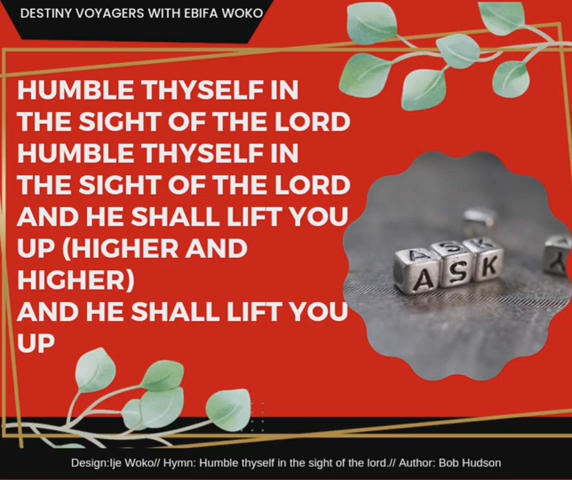 DESTINY VOYAGERS WITH EBIFA WOKO
HUMBLE THYSELF IN
THE SIGHT OF THE LORD
HUMBLE THYSELF IN
THE SIGHT OF THE LORD
AND HE SHALL LIFT YOU
UP (HIGHER AND
HIGHER)
AND HE SHALL LIFT YOU
UP
ASK
ASK
Y
Design:Ije Woko// Hymn: Humble thyself in the sight of the lord.// Author: Bob Hudson